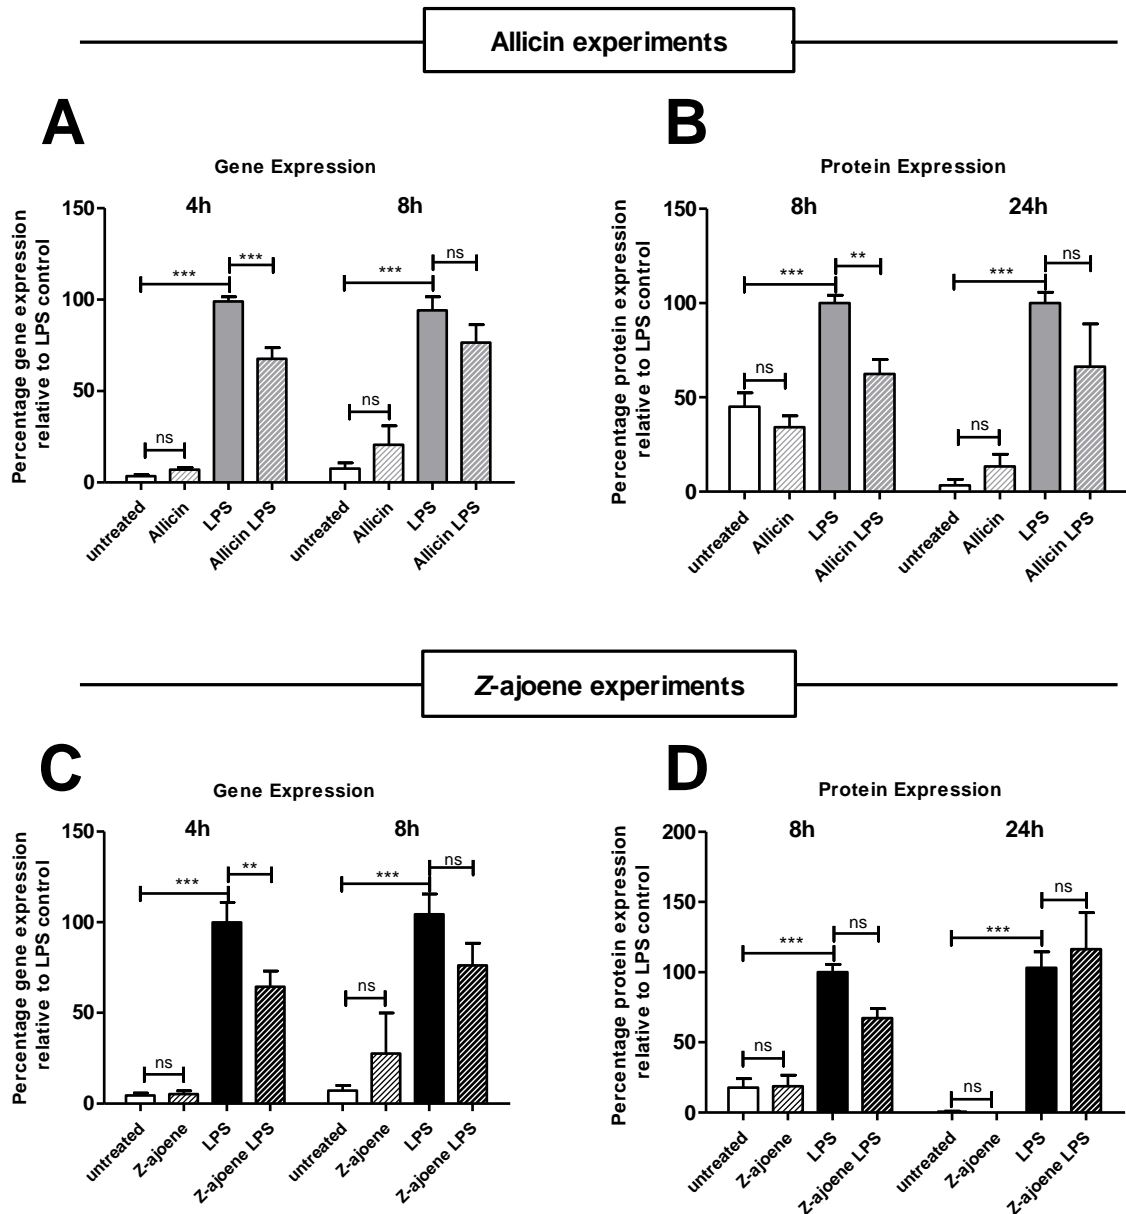 Allicin experiments
A
Gene Expression
4h
8h
Percentage gene expression
relative to LPS control
150
100
50
0
***
***
ns
***
ns
ns
untreated
Allicin
LPS
Allicin LPS
untreated
Allicin
LPS
Allicin LPS
B
Protein Expression
8h
24h
Percentage protein expression
relative to LPS control
150
100
50
0
***
**
ns
***
ns
ns
untreated
Allicin
LPS
Allicin LPS
untreated
Allicin
LPS
Allicin LPS
Z-ajoene experiments
C
Gene Expression
4h
8h
Percentage gene expression
relative to LPS control
150
100
50
0
***
**
ns
***
ns
ns
untreated
Z-ajoene
LPS
Z-ajoene LPS
untreated
Z-ajoene
LPS
Z-ajoene LPS
D
Protein Expression
8h
24h
Percentage protein expression
relative to LPS control
200
150
100
50
0
***
ns
ns
***
ns
ns
untreated
Z-ajoene
LPS
Z-ajoene LPS
untreated
Z-ajoene
LPS
Z-ajoene LPS